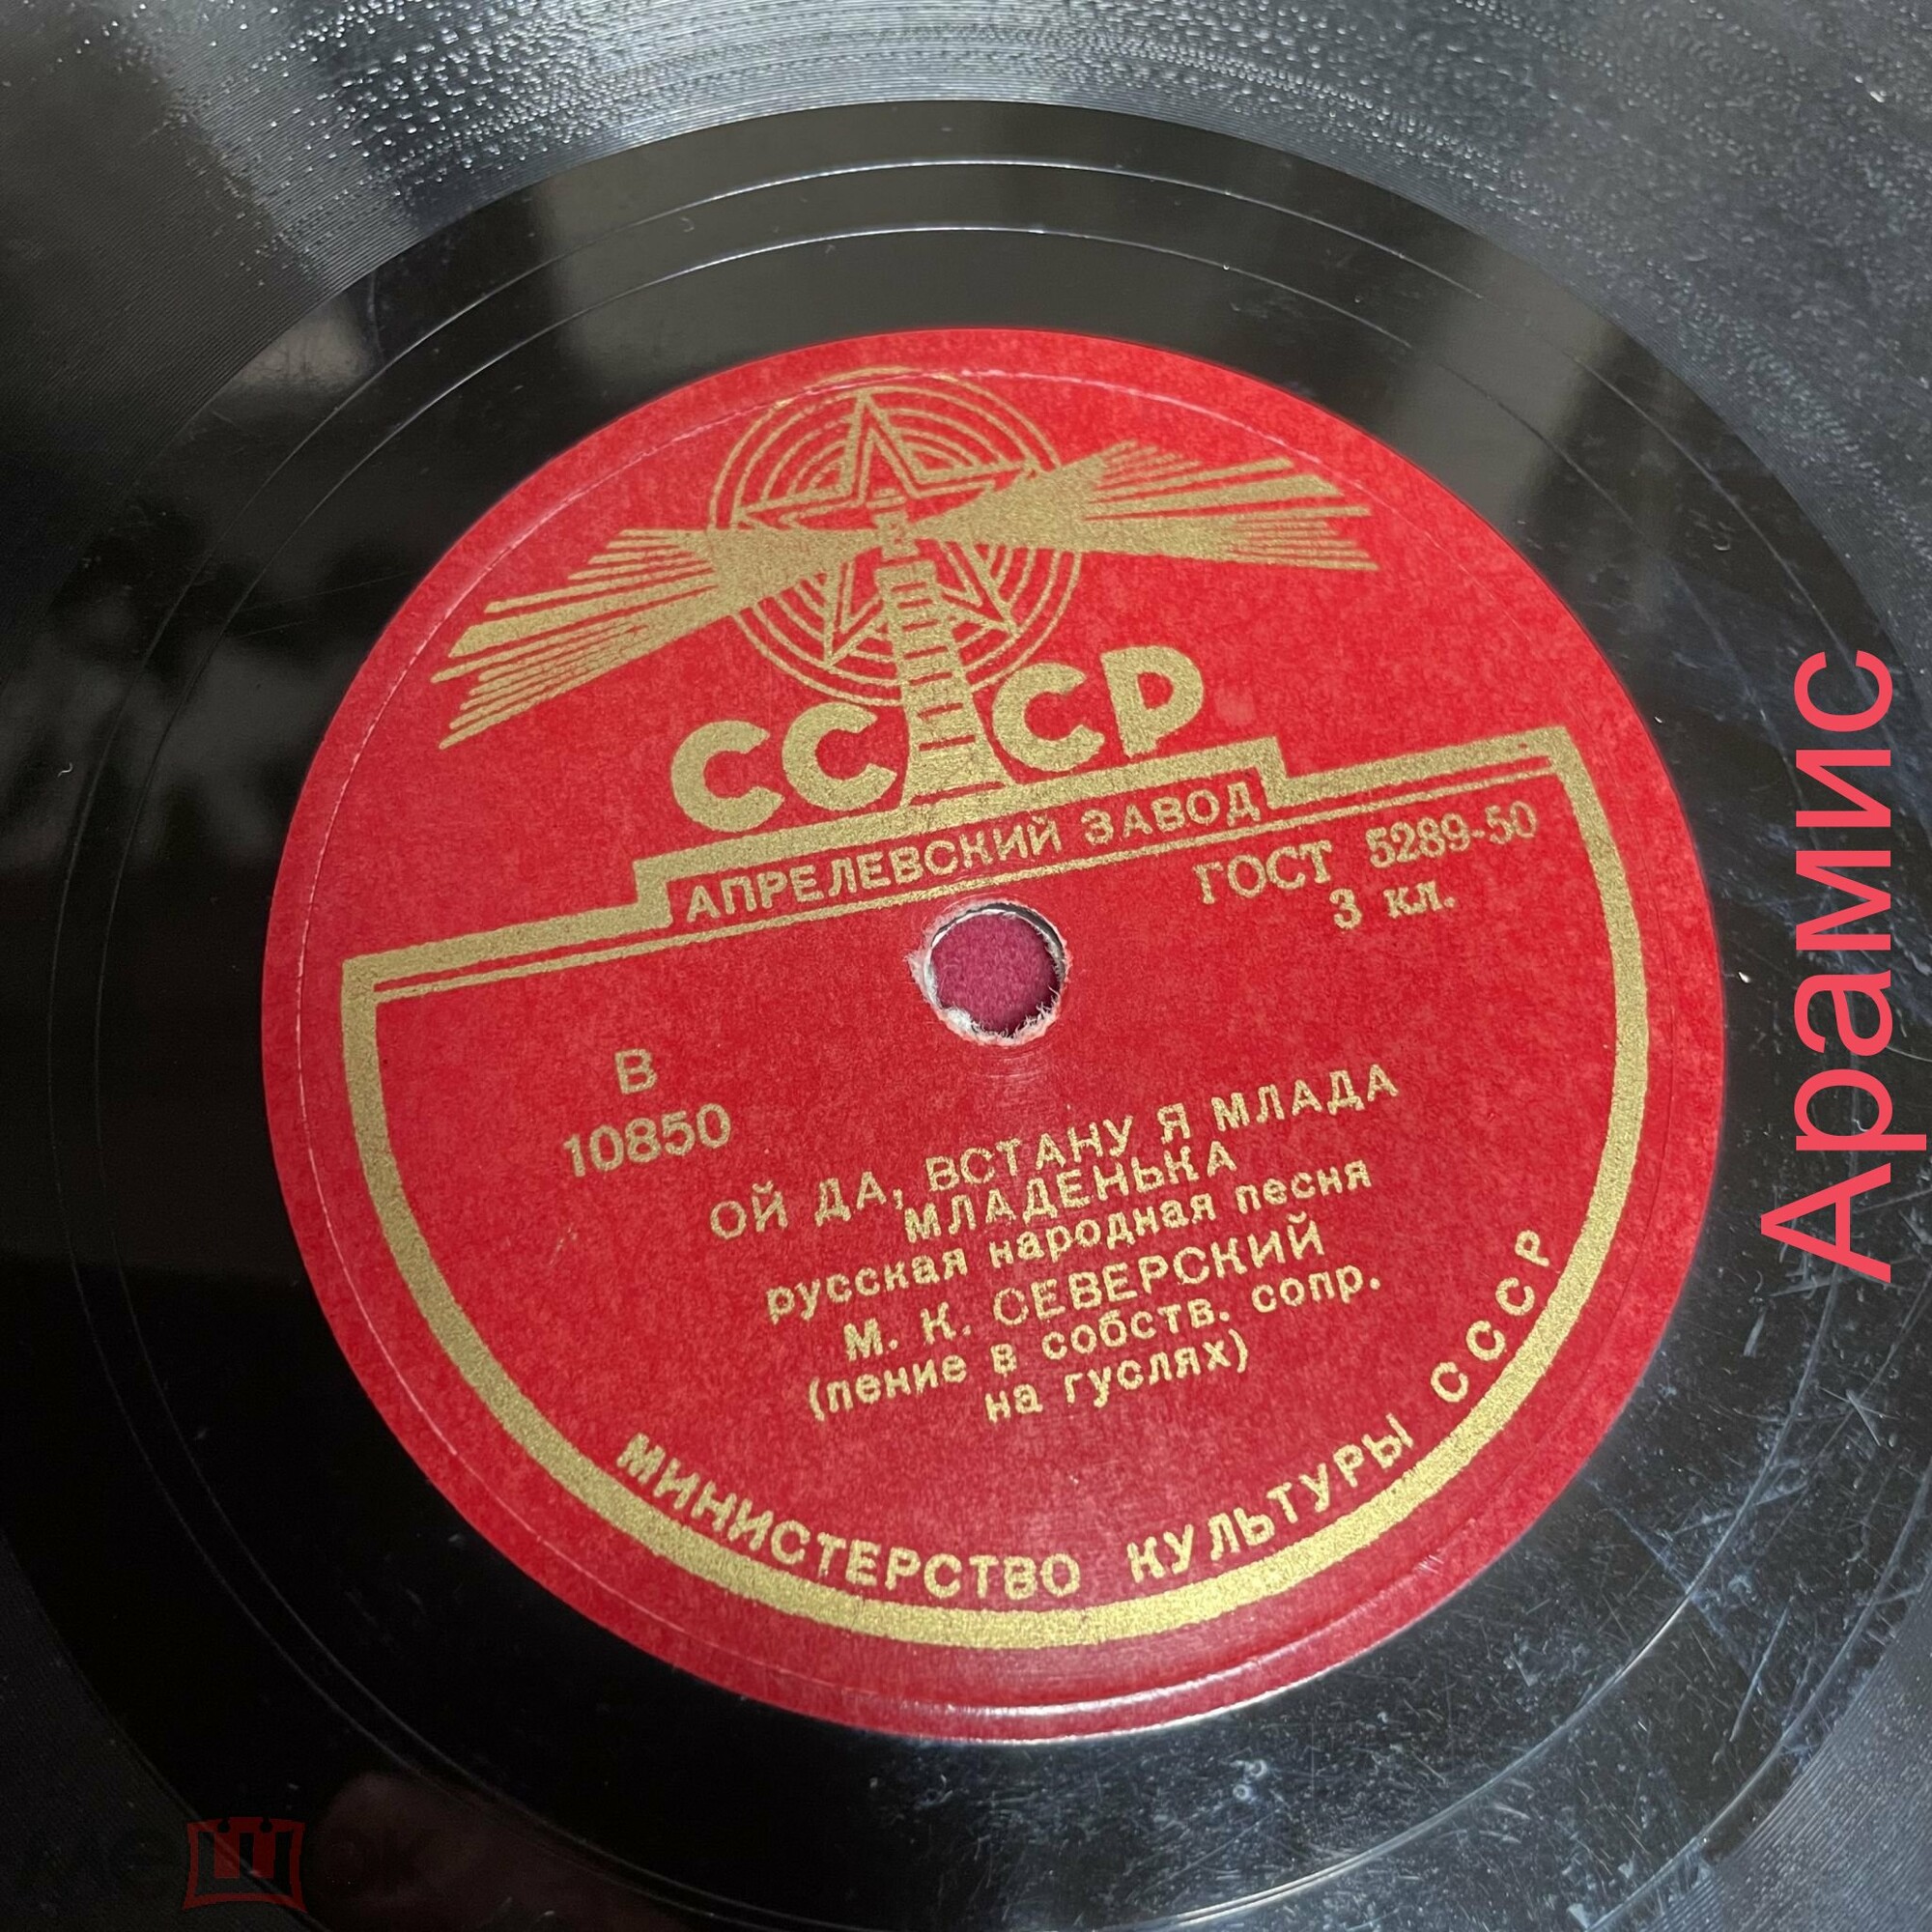 СССР
АПРЕЛЕВСКИЙ ЗАВОД
ГОСТ 5289-50
3 кл.
В
10850
ОЙ ДА, ВСТАНУ Я МЛАДА
МЛАДЕНЬКА
русская народная песня
М. К. СЕВЕРСКИЙ
(пение в собств. сопр.
на гуслях)
МИНИСТЕРСТВО КУЛЬТУРЫ СССР
Арамис
мешок